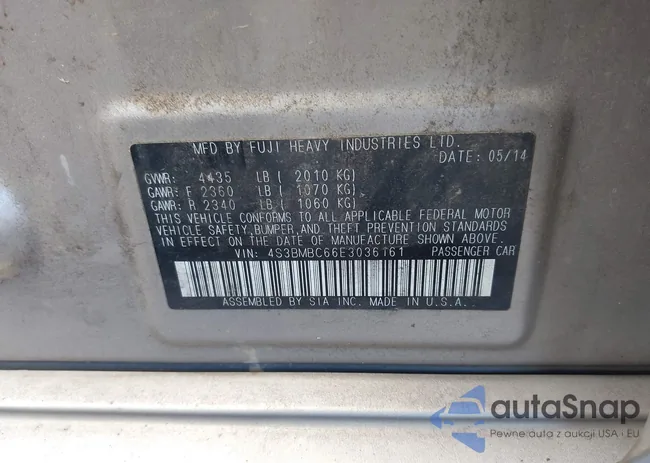 MFD BY FUJI HEAVY INDUSTRIES LTD.
DATE: 05/14
GVWR: 4435 LB ( 2010 KG)
GAWR: F 2360 LB ( 1070 KG)
GAWR: R 2340 LB ( 1060 KG)
THIS VEHICLE CONFORMS TO ALL APPLICABLE FEDERAL MOTOR
VEHICLE SAFETY, BUMPER, AND THEFT PREVENTION STANDARDS
IN EFFECT ON THE DATE OF MANUFACTURE SHOWN ABOVE.
VIN: 4S3BMBC66E3036161 PASSENGER CAR
ASSEMBLED BY SIA INC. MADE IN U.S.A.
autaSnap
Pewne auta z aukcji USA · EU